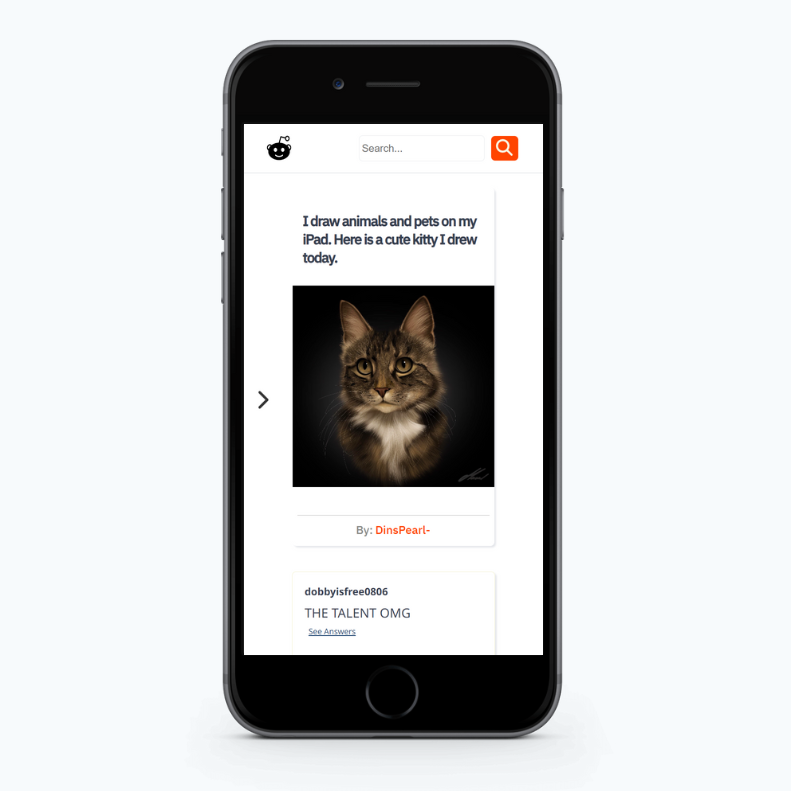 Search...
I draw animals and pets on my
iPad. Here is a cute kitty I drew
today.
By: DinsPearl-
dobbyisfree0806
THE TALENT OMG
See Answers